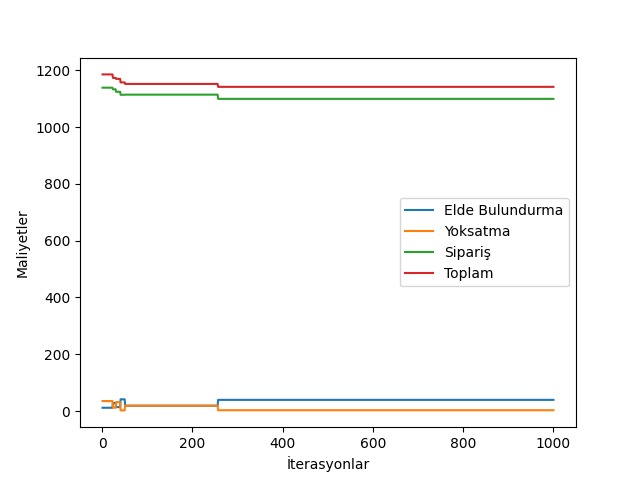 1200
1000
800
600
400
200
0
Maliyetler
Elde Bulundurma
Yoksatma
Sipariş
Toplam
0 200 400 600 800 1000
İterasyonlar